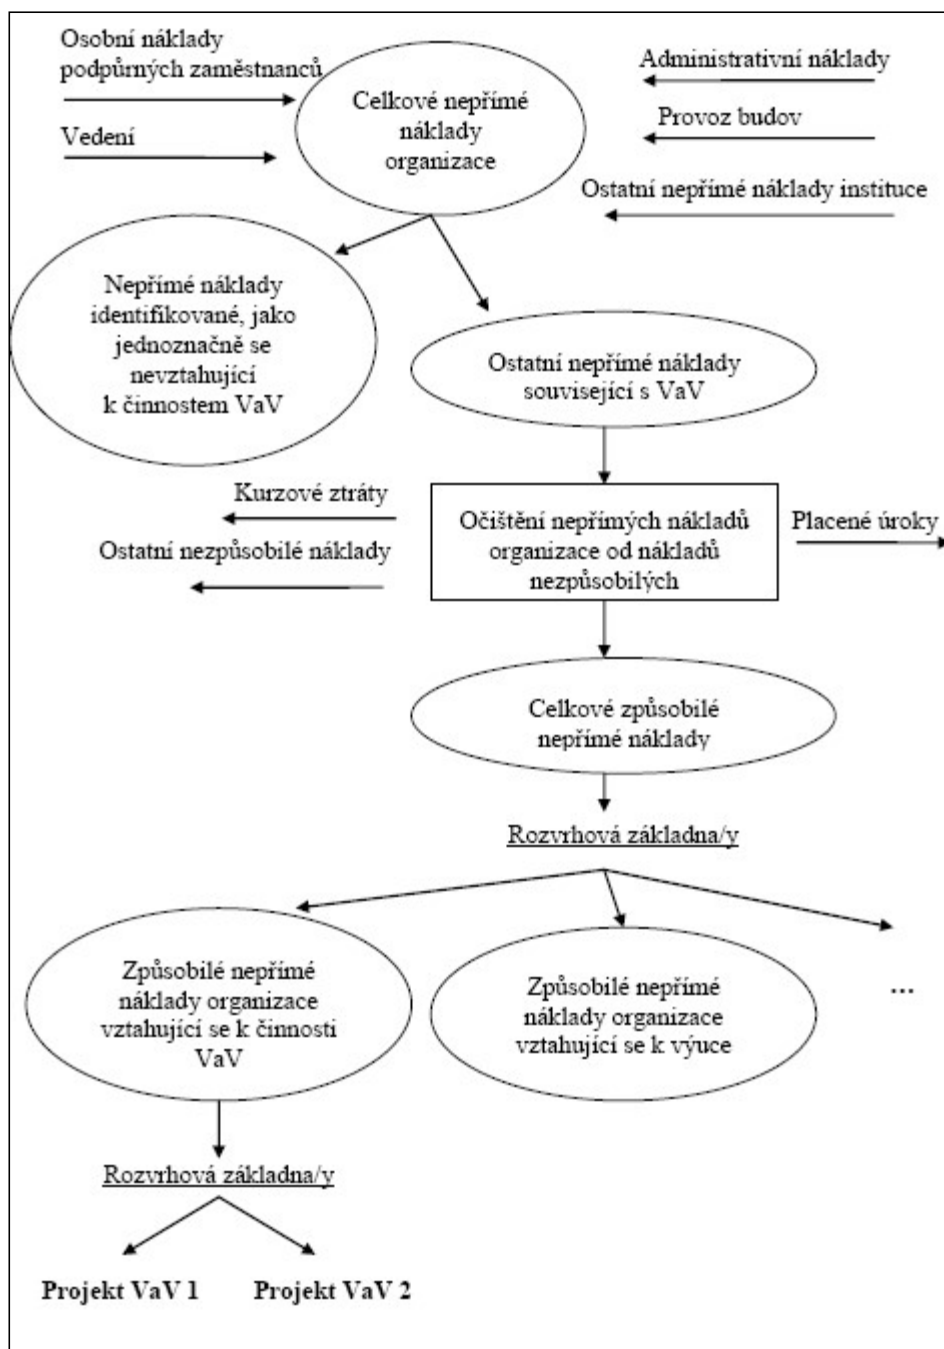 Osobní náklady
podpůrných zaměstnanců
Vedení
Celkové nepřímé
náklady
organizace
Administrativní náklady
Provoz budov
Ostatní nepřímé náklady instituce
Nepřímé náklady
identifikované, jako
jednoznačně se
nevztahující
k činnostem VaV
Ostatní nepřímé náklady
související s VaV
Kurzové ztráty
Ostatní nezpůsobilé náklady
Očištění nepřímých nákladů
organizace od nákladů
nezpůsobilých
Placené úroky
Celkové způsobilé
nepřímé náklady
Rozvrhová základna/y
Způsobilé nepřímé
náklady organizace
vztahující se k činnosti
VaV
Způsobilé nepřímé
náklady organizace
vztahující se k výuce
...
Rozvrhová základna/y
Projekt VaV 1
Projekt VaV 2